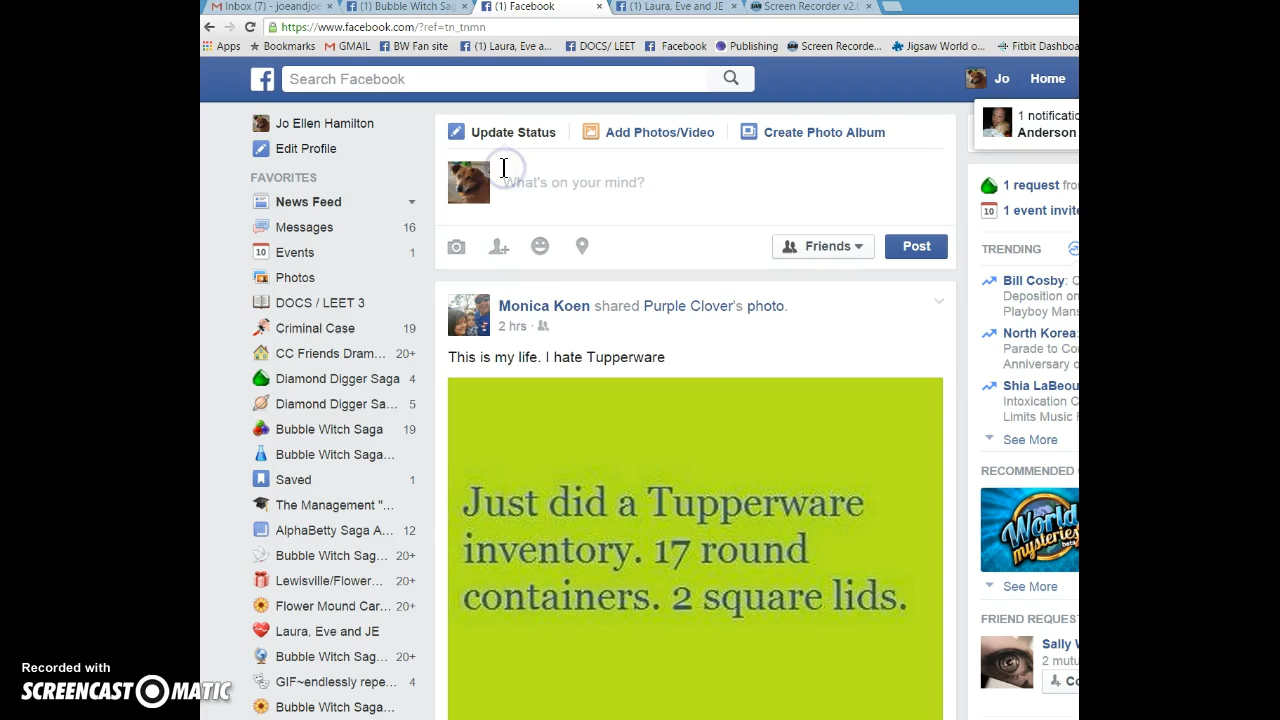 Inbox (7) - joeandjoe
(1) Bubble Witch Sag
(1) Facebook
(1) Laura, Eve and JE
Screen Recorder v2.0
https://www.facebook.com/?ref=tn_tnmn
Apps
Bookmarks
GMAIL
BW Fan site
(1) Laura, Eve a...
DOCS/ LEET
Facebook
Publishing
Screen Recorde...
Jigsaw World o...
Fitbit Dashboa
Search Facebook
Jo
Home
Jo Ellen Hamilton
Edit Profile
FAVORITES
News Feed
Messages 16
Events 1
Photos
DOCS / LEET 3
Criminal Case 19
CC Friends Dram... 20+
Diamond Digger Saga 4
Diamond Digger Sa... 5
Bubble Witch Saga 19
Bubble Witch Saga...
Saved 1
The Management "...
AlphaBetty Saga A... 12
Bubble Witch Sag... 20+
Lewisville/Flower... 20+
Flower Mound Car... 20+
Laura, Eve and JE
Bubble Witch Sag... 20+
GIF~endlessly repe... 4
Bubble Witch Sag...
Update Status
Add Photos/Video
Create Photo Album
What's on your mind?
Friends
Post
Monica Koen shared Purple Clover's photo.
2 hrs ·
This is my life. I hate Tupperware
Just did a Tupperware
inventory. 17 round
containers. 2 square lids.
1 notificatio
Anderson
1 request from
10
1 event invite
TRENDING
Bill Cosby: C
Deposition on
Playboy Mans
North Korea:
Parade to Co
Anniversary o
Shia LaBeou
Intoxication C
Limits Music F
See More
RECOMMENDED
World
mysteries
beta
See More
FRIEND REQUES
Sally W
2 mutu
Co
Recorded with
SCREENCAST-O-MATIC